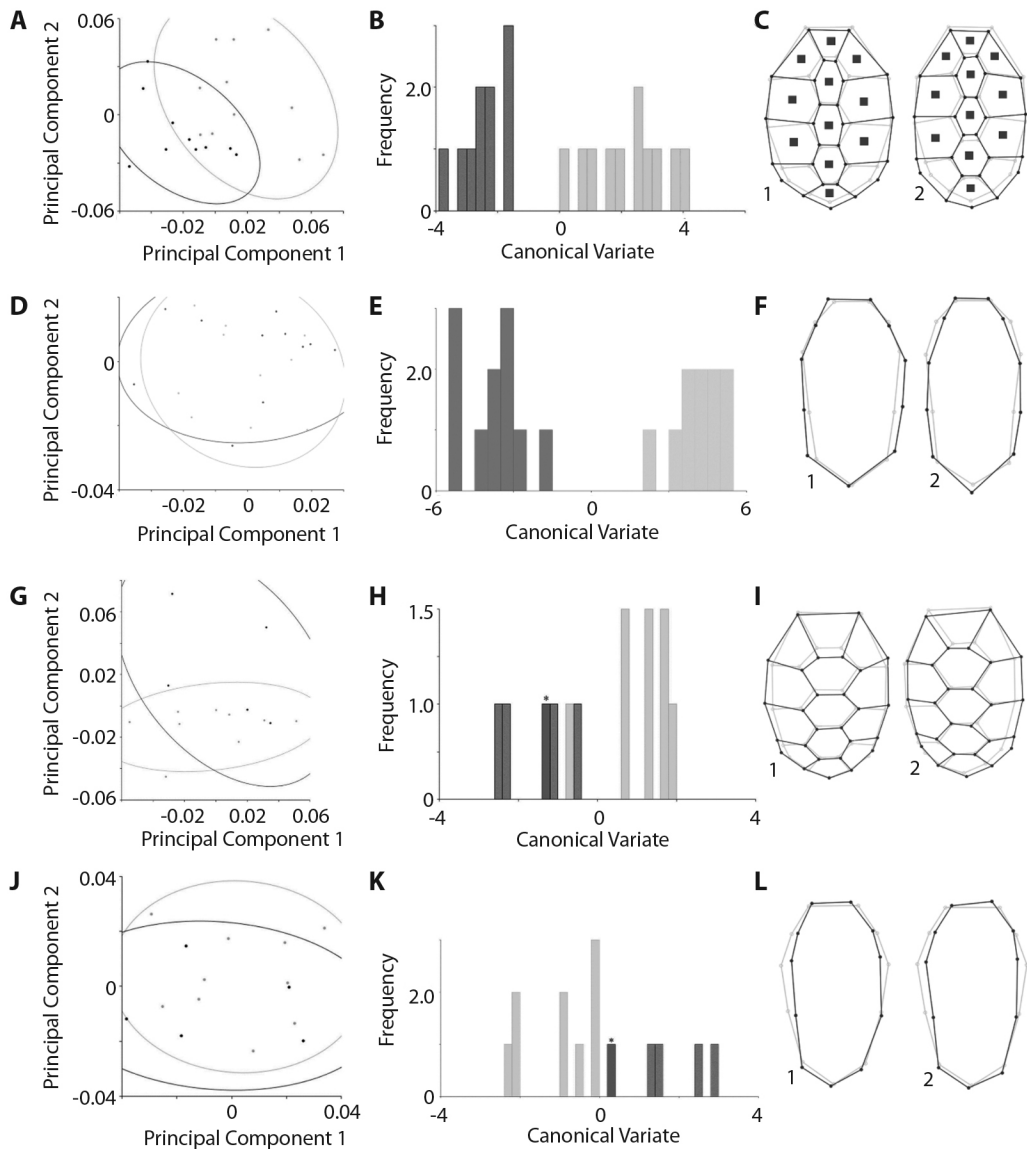 A
Principal Component 2
0.06
0
-0.06
-0.02
0.02
0.06
Principal Component 1
B
Frequency
2.0
0
-4
0
4
Canonical Variate
C
1
2
D
Principal Component 2
0
-0.04
-0.02
0
0.02
Principal Component 1
E
Frequency
2.0
0
-6
0
6
Canonical Variate
F
1
2
G
Principal Component 2
0.06
0.02
-0.02
-0.06
-0.02
0.02
0.06
Principal Component 1
H
Frequency
1.5
1.0
0
*
-4
0
4
Canonical Variate
I
1
2
J
Principal Component 2
0.04
0
-0.04
0
0.04
Principal Component 1
K
Frequency
2.0
0
*
-4
0
4
Canonical Variate
L
1
2